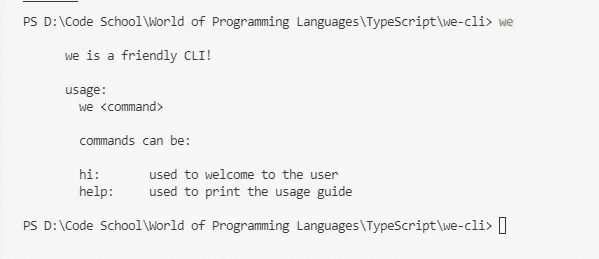 PS D:\Code School\World of Programming Languages\TypeScript\we-cli> we
we is a friendly CLI!
usage:
we <command>
commands can be:
hi:       used to welcome to the user
help:     used to print the usage guide
PS D:\Code School\World of Programming Languages\TypeScript\we-cli>